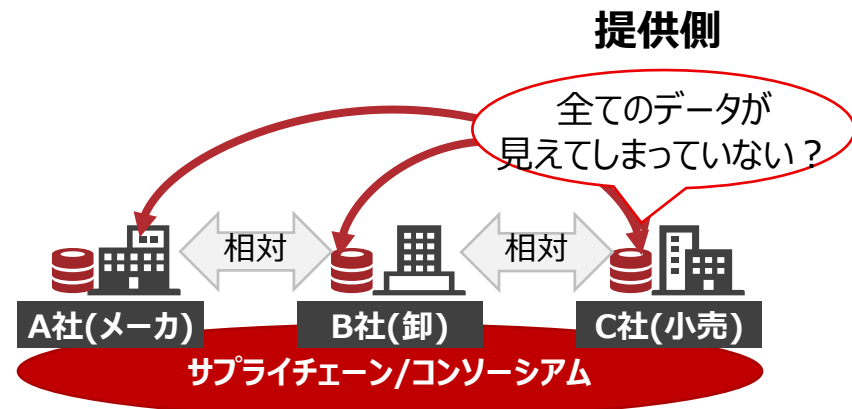 提供側
全てのデータが
見えてしまっていない？
相対
相対
A社(メーカ)
B社(卸)
C社(小売)
サプライチェーン/コンソーシアム